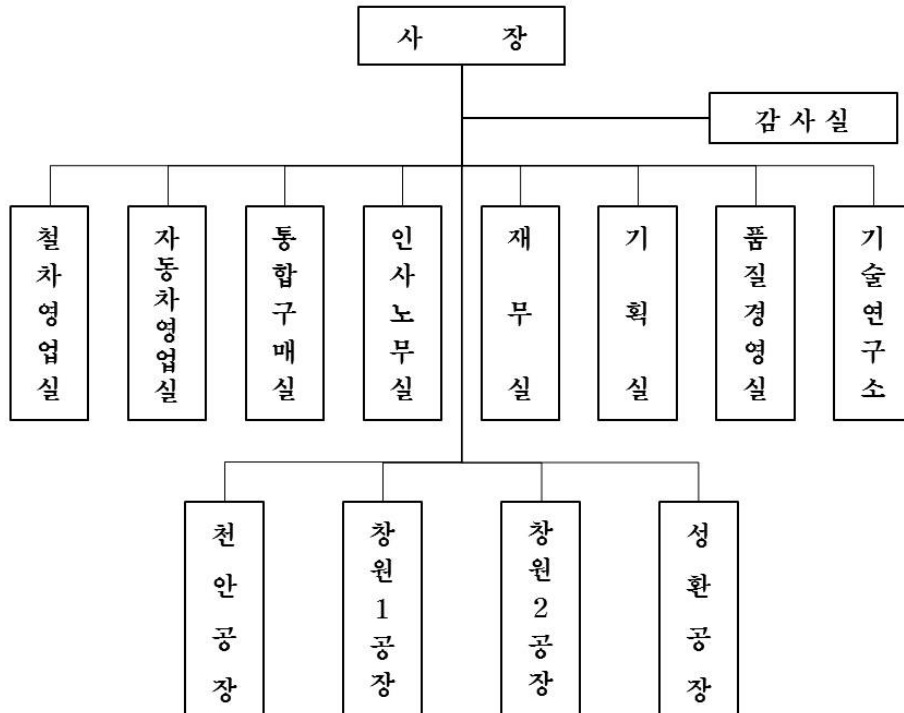 사 장
감사실
철차영업실
자동차영업실
통합구매실
인사노무실
재무실
기획실
품질경영실
기술연구소
천안공장
창원1공장
창원2공장
성환공장